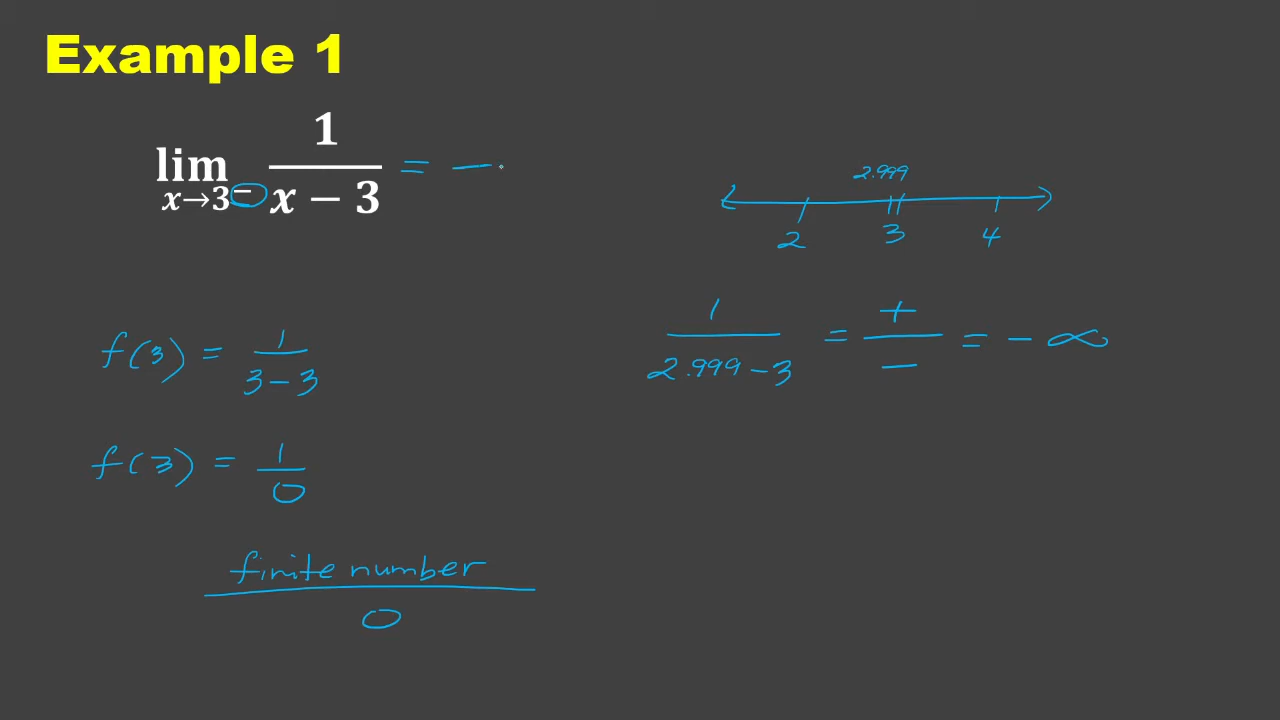 Example 1
lim x→3⁻ 1/(x − 3) = −
2.999
2 3 4
1/(2.999 − 3) = +/− = − ∞
f(3) = 1/(3 − 3)
f(3) = 1/0
finite number
0